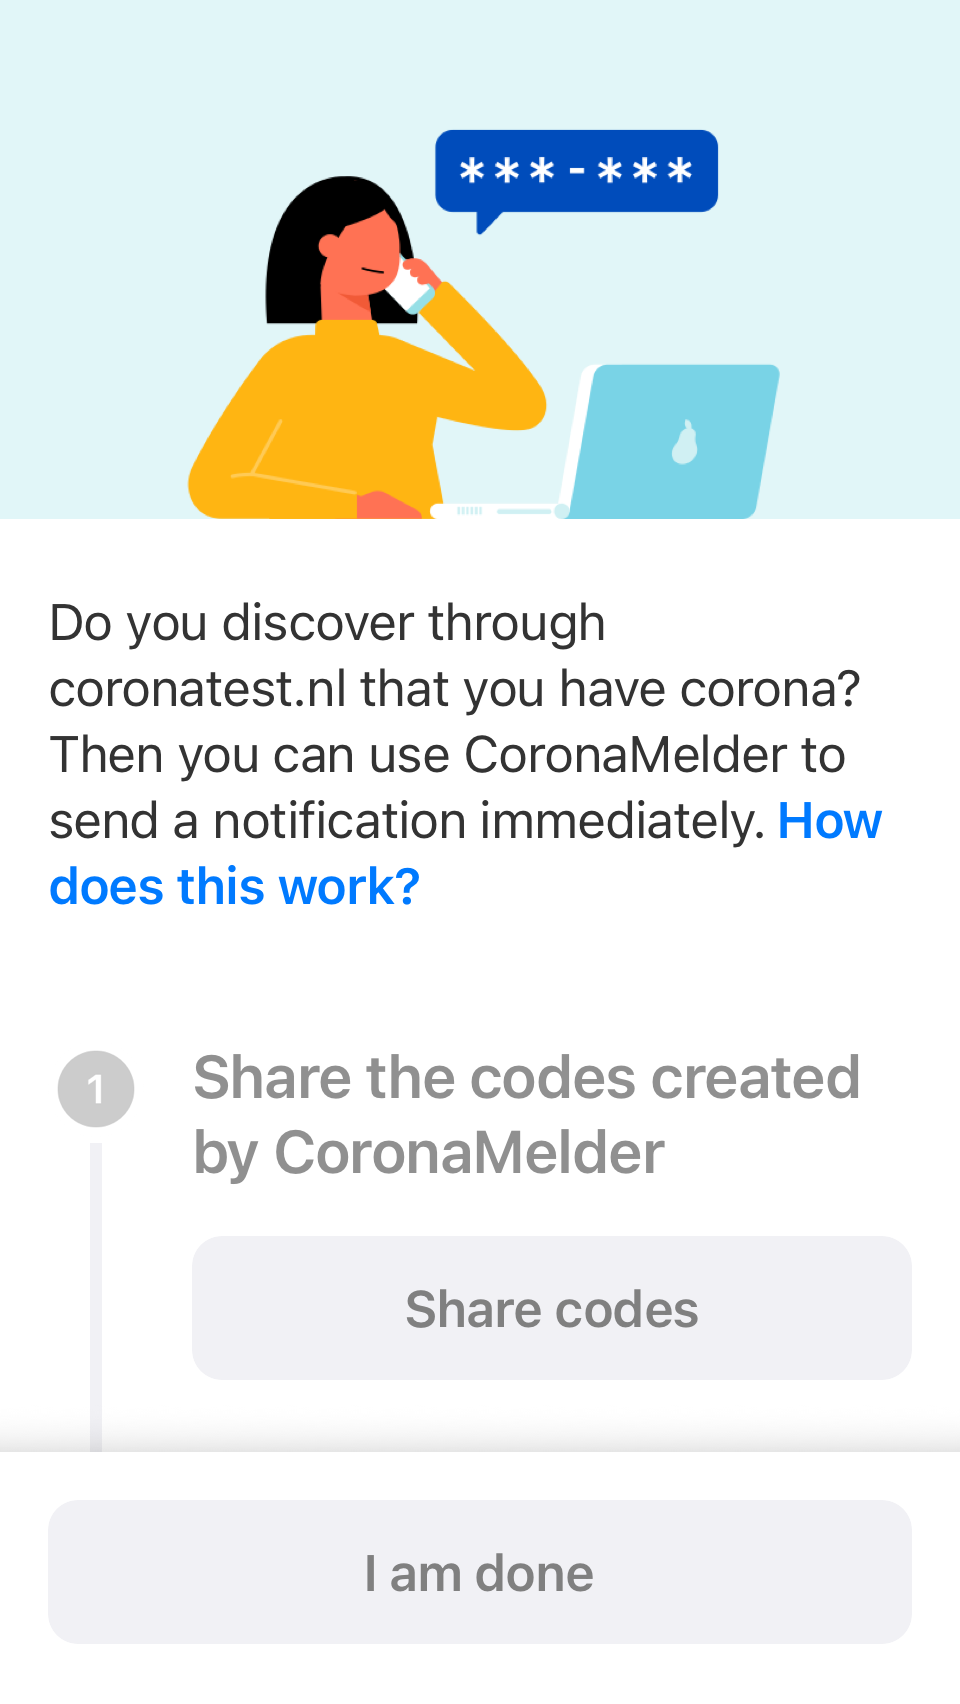 ***-***
Do you discover through
coronatest.nl that you have corona?
Then you can use CoronaMelder to
send a notification immediately. How
does this work?
1
Share the codes created
by CoronaMelder
Share codes
I am done